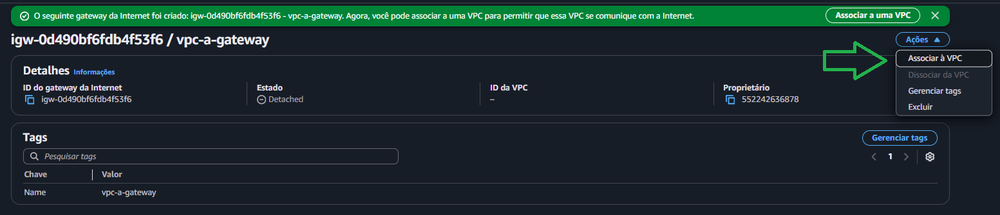 O seguinte gateway da Internet foi criado: igw-0d490bf6fdb4f53f6 - vpc-a-gateway. Agora, você pode associar a uma VPC para permitir que essa VPC se comunique com a Internet. Associar a uma VPC
igw-0d490bf6fdb4f53f6 / vpc-a-gateway Ações
Associar à VPC
Dissociar da VPC
Gerenciar tags
Excluir
Detalhes Informações
ID do gateway da Internet Estado ID da VPC Proprietário
igw-0d490bf6fdb4f53f6 Detached – 552242636878
Tags Gerenciar tags
Pesquisar tags 1
Chave Valor
Name vpc-a-gateway